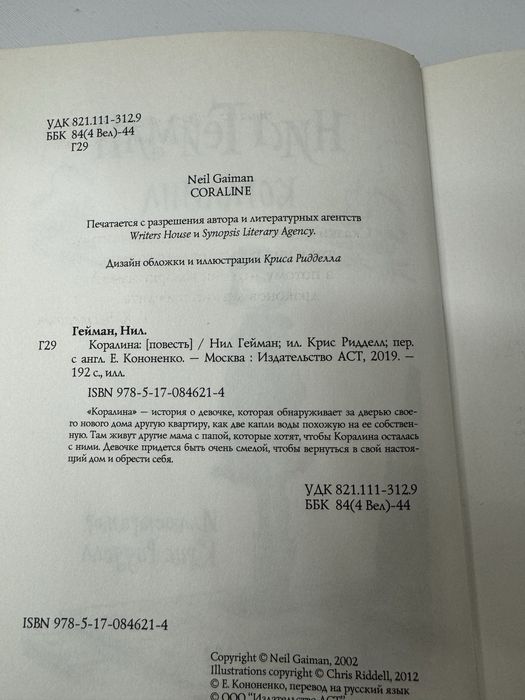 УДК 821.111-312.9
ББК 84(4 Вел)-44
Г29
Neil Gaiman
CORALINE
Печатается с разрешения автора и литературных агентств
Writers House и Synopsis Literary Agency.
Дизайн обложки и иллюстрации Криса Ридделла
Гейман, Нил.
Г29 Коралина: [повесть] / Нил Гейман; ил. Крис Ридделл; пер.
с англ. Е. Кононенко. — Москва : Издательство АСТ, 2019. —
192 с., илл.
ISBN 978-5-17-084621-4
«Коралина» — история о девочке, которая обнаруживает за дверью свое-
го нового дома другую квартиру, как две капли воды похожую на ее собствен-
ную. Там живут другие мама с папой, которые хотят, чтобы Коралина осталась
с ними. Девочке придется быть очень смелой, чтобы вернуться в свой настоя-
щий дом и обрести себя.
УДК 821.111-312.9
ББК 84(4 Вел)-44
ISBN 978-5-17-084621-4
Copyright © Neil Gaiman, 2002
Illustrations copyright © Chris Riddell, 2012
© Е. Кононенко, перевод на русский язык
© ООО "Издательство АСТ"